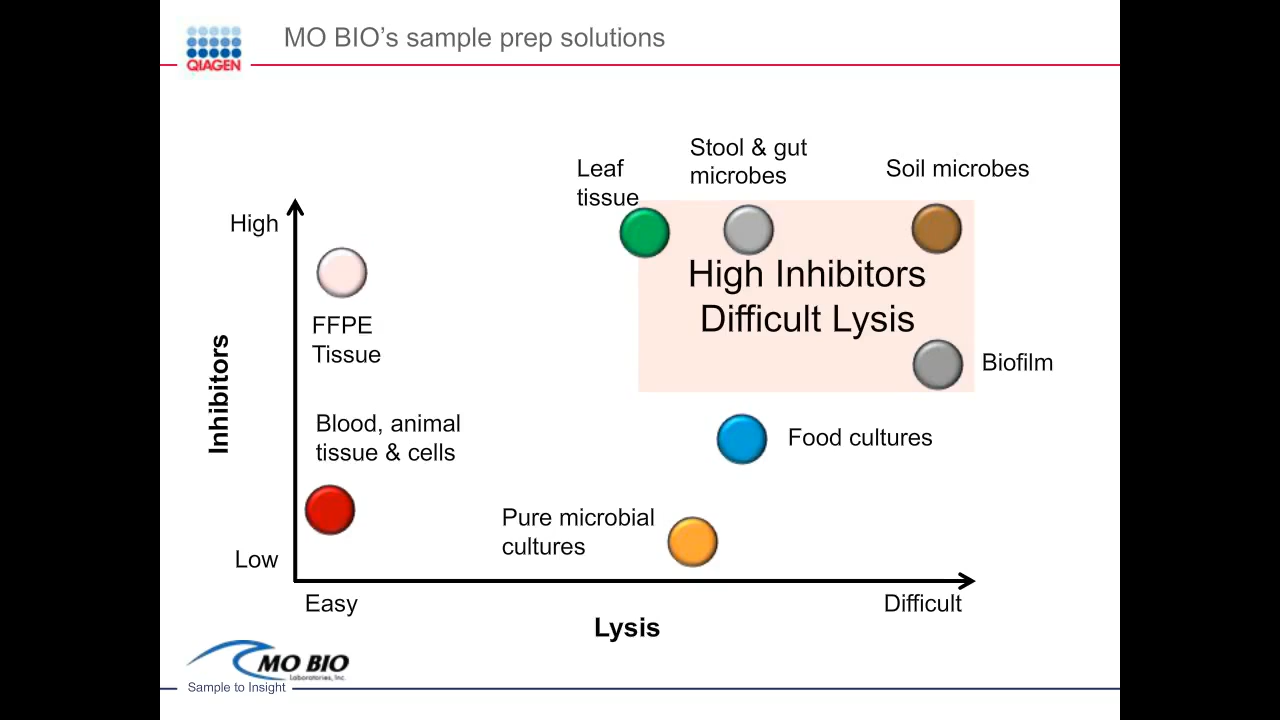 QIAGEN
MO BIO’s sample prep solutions
Leaf
tissue
Stool & gut
microbes
Soil microbes
High
High Inhibitors
Difficult Lysis
FFPE
Tissue
Inhibitors
Biofilm
Blood, animal
tissue & cells
Food cultures
Pure microbial
cultures
Low
Easy
Difficult
Lysis
MO BIO
Laboratories, Inc.
Sample to Insight